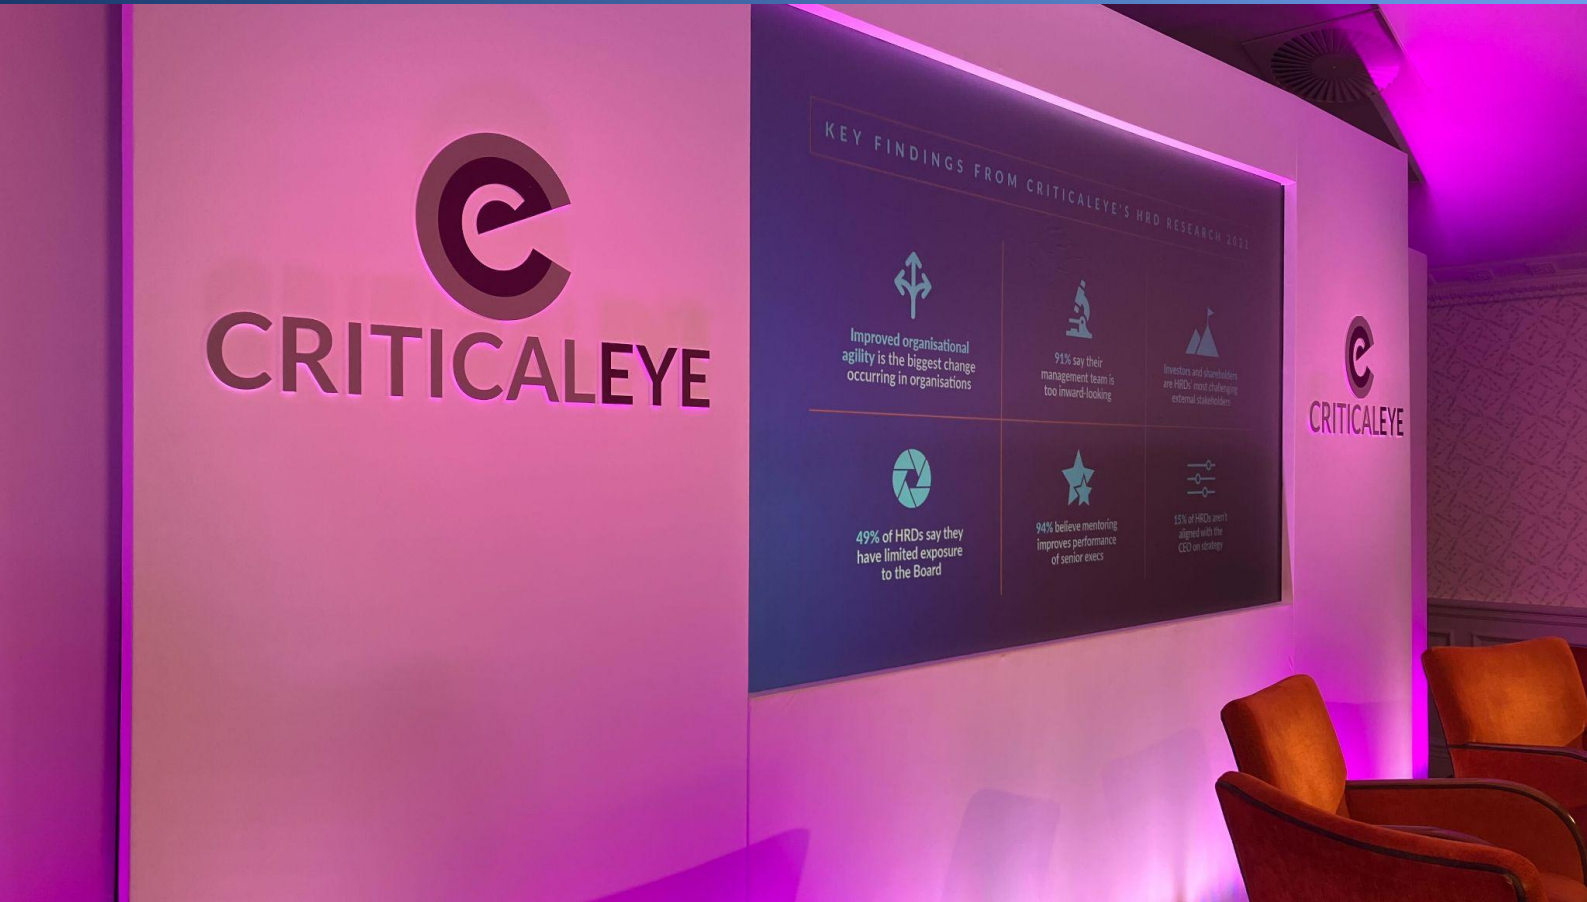 e
CRITICALEYE
KEY FINDINGS FROM CRITICALEYE'S HRD RESEARCH 2022
Improved organisational
agility is the biggest change
occurring in organisations
91% say their
management team is
too inward-looking
Investors and shareholders
are HRDs' most challenging
external stakeholders
49% of HRDs say they
have limited exposure
to the Board
94% believe mentoring
improves performance
of senior execs
15% of HRDs aren't
aligned with the
CEO on strategy
e
CRITICALEYE